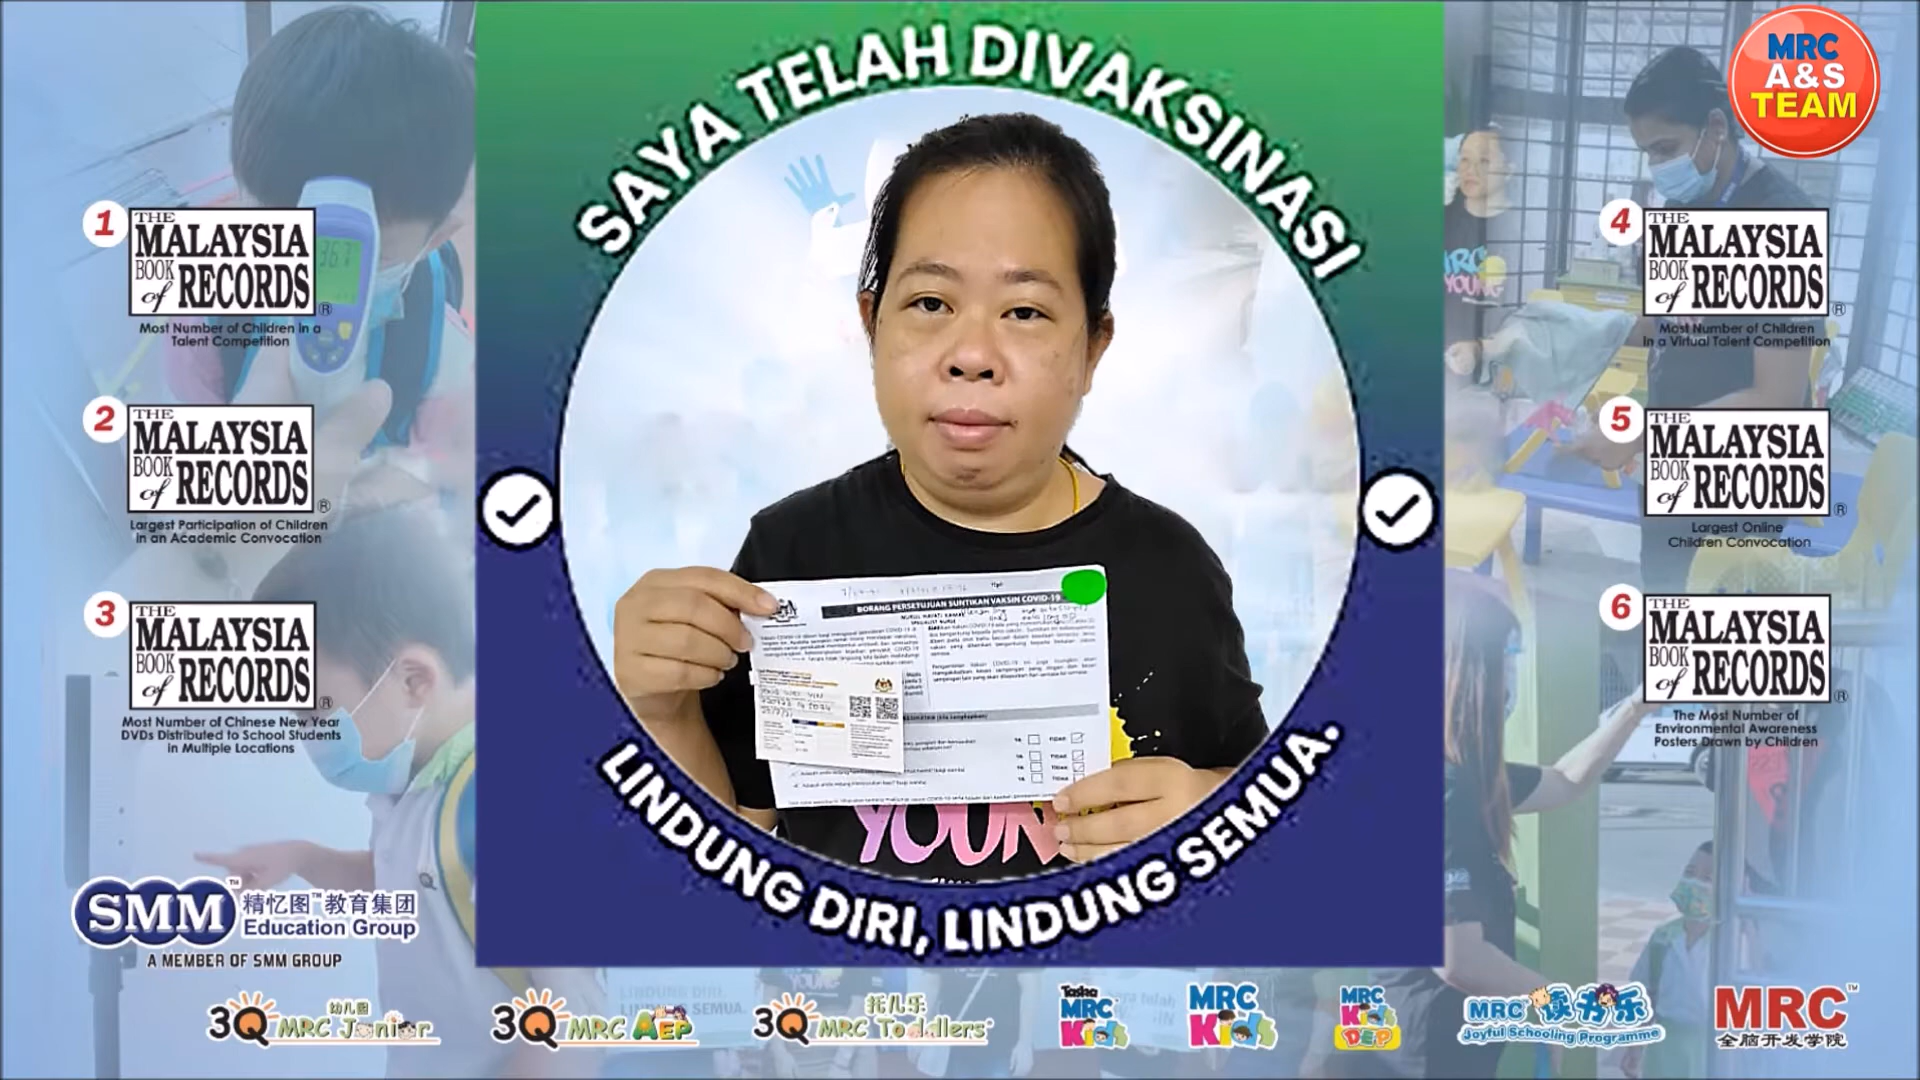 SAYA TELAH DIVAKSINASI
MRC
A&S
TEAM
1
THE
MALAYSIA
BOOK
of RECORDS®
Most Number of Children in a
Talent Competition
2
THE
MALAYSIA
BOOK
of RECORDS®
Largest Participation of Children
in an Academic Convocation
3
THE
MALAYSIA
BOOK
of RECORDS®
Most Number of Chinese New Year
DVDs Distributed to School Students
in Multiple Locations
4
THE
MALAYSIA
BOOK
of RECORDS®
Most Number of Children
in a Virtual Talent Competition
5
THE
MALAYSIA
BOOK
of RECORDS®
Largest Online
Children Convocation
6
THE
MALAYSIA
BOOK
of RECORDS®
The Most Number of
Environmental Awareness
Posters Drawn by Children
BORANG PERSETUJUAN SUNTIKAN VAKSIN COVID-19
YOUN
LINDUNG DIRI, LINDUNG SEMUA.
SMM™ 精忆图™教育集团
Education Group
A MEMBER OF SMM GROUP
3Q MRC Junior 幼儿园
3Q MRC AEP
3Q MRC Toddlers 托儿乐
Taska
MRC
Kids
MRC
Kids
MRC
Kids
DEP
MRC 读书乐
Joyful Schooling Programme
MRC™
全脑开发学院